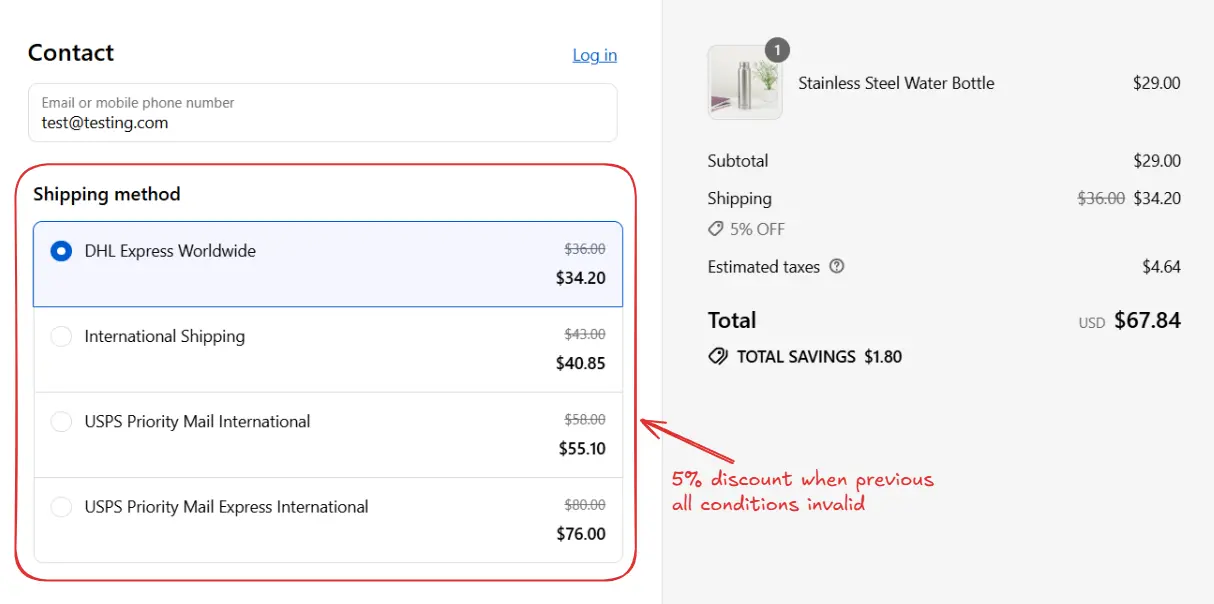 Contact
Log in
Email or mobile phone number
test@testing.com
Shipping method
DHL Express Worldwide
$36.00
$34.20
International Shipping
$43.00
$40.85
USPS Priority Mail International
$58.00
$55.10
USPS Priority Mail Express International
$80.00
$76.00
1
Stainless Steel Water Bottle $29.00
Subtotal $29.00
Shipping $36.00 $34.20
5% OFF
Estimated taxes ? $4.64
Total USD $67.84
TOTAL SAVINGS $1.80
5% discount when previous
all conditions invalid